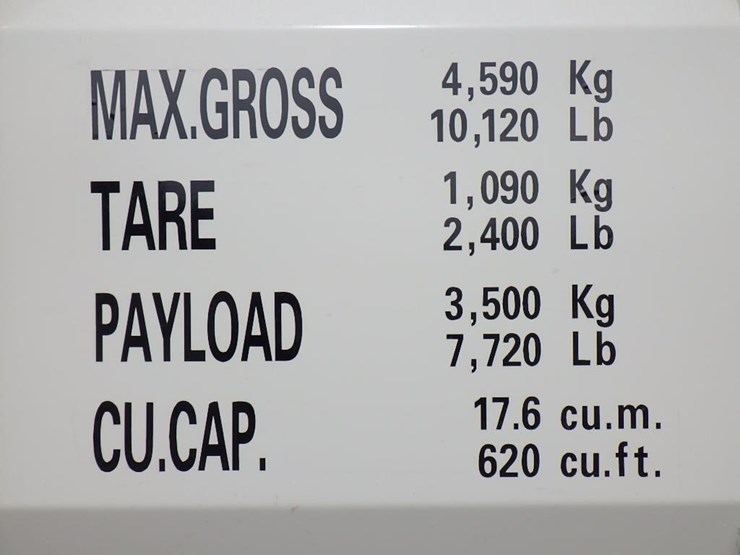 MAX.GROSS 4,590 Kg
10,120 Lb
TARE 1,090 Kg
2,400 Lb
PAYLOAD 3,500 Kg
7,720 Lb
CU.CAP. 17.6 cu.m.
620 cu.ft.